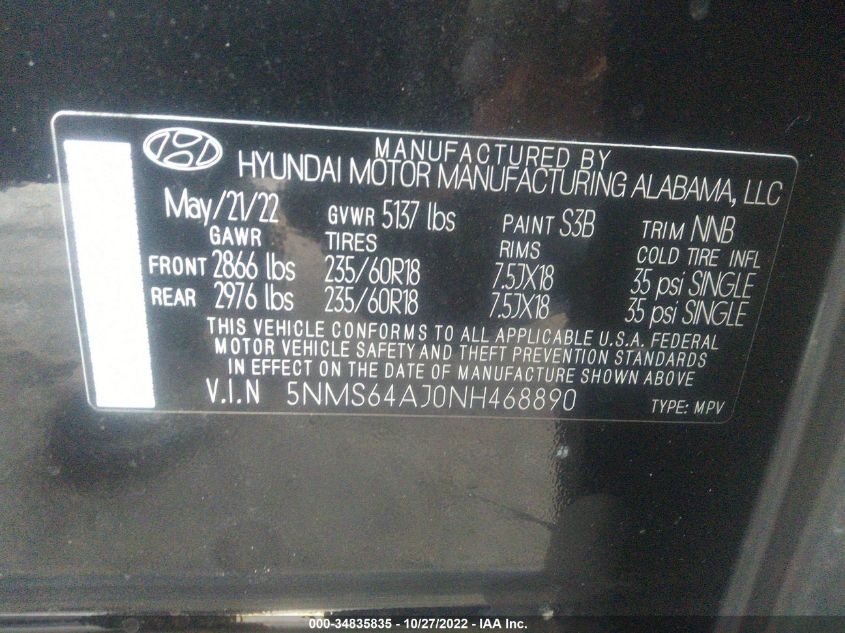 MANUFACTURED BY
HYUNDAI MOTOR MANUFACTURING ALABAMA, LLC
May/21/22 GVWR 5137 lbs PAINT S3B TRIM NNB
GAWR TIRES RIMS COLD TIRE INFL
FRONT 2866 lbs 235/60R18 7.5JX18 35 psi SINGLE
REAR 2976 lbs 235/60R18 7.5JX18 35 psi SINGLE
THIS VEHICLE CONFORMS TO ALL APPLICABLE U.S.A. FEDERAL
MOTOR VEHICLE SAFETY AND THEFT PREVENTION STANDARDS
IN EFFECT ON THE DATE OF MANUFACTURE SHOWN ABOVE
V.I.N 5NMS64AJ0NH468890 TYPE: MPV
000-34835835 - 10/27/2022 - IAA Inc.